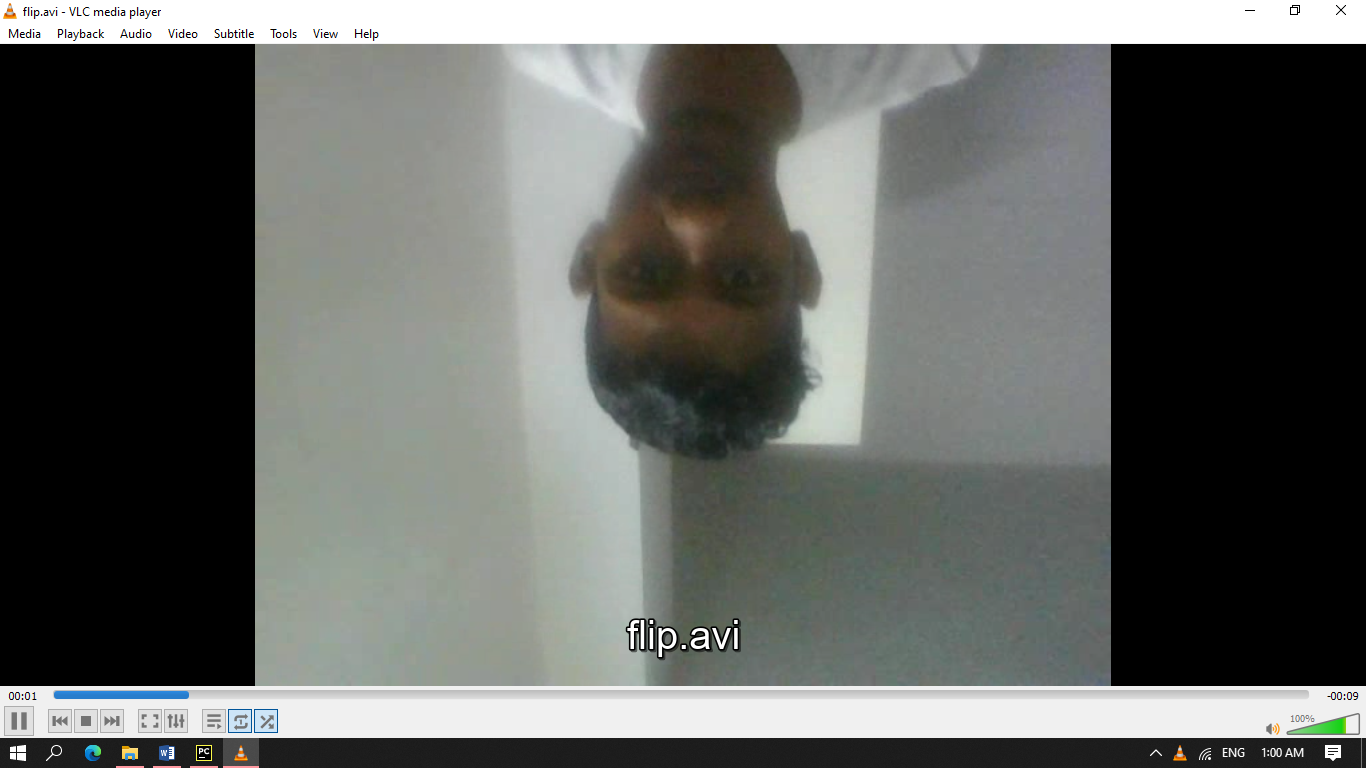 flip.avi - VLC media player
Media Playback Audio Video Subtitle Tools View Help
flip.avi
00:01 -00:09
100%
W PC ENG 1:00 AM